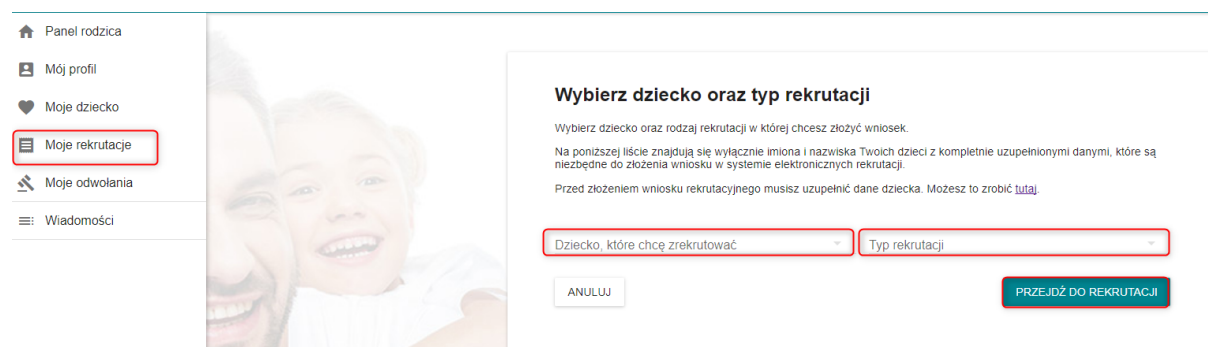 Panel rodzica
Mój profil
Moje dziecko
Moje rekrutacje
Moje odwołania
Wiadomości
Wybierz dziecko oraz typ rekrutacji
Wybierz dziecko oraz rodzaj rekrutacji w której chcesz złożyć wniosek.
Na poniższej liście znajdują się wyłącznie imiona i nazwiska Twoich dzieci z kompletnie uzupełnionymi danymi, które są
niezbędne do złożenia wniosku w systemie elektronicznych rekrutacji.
Przed złożeniem wniosku rekrutacyjnego musisz uzupełnić dane dziecka. Możesz to zrobić tutaj.
Dziecko, które chcę zrekrutować
Typ rekrutacji
ANULUJ
PRZEJDŹ DO REKRUTACJI